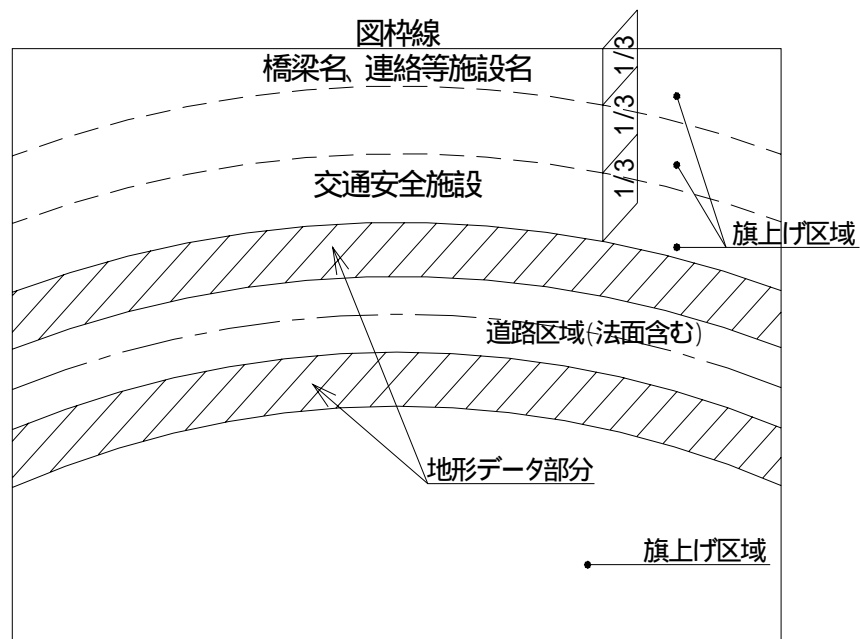 図枠線
橋梁名、連絡等施設名
1/3
1/3
1/3
交通安全施設
旗上げ区域
道路区域(法面含む)
地形データ部分
旗上げ区域